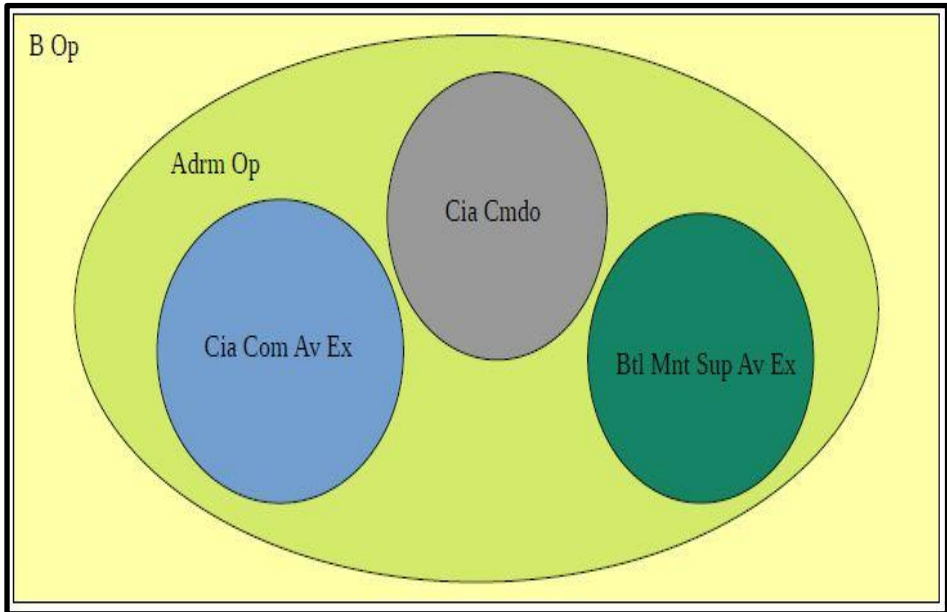 B Op
Adrm Op
Cia Cmdo
Cia Com Av Ex
Btl Mnt Sup Av Ex